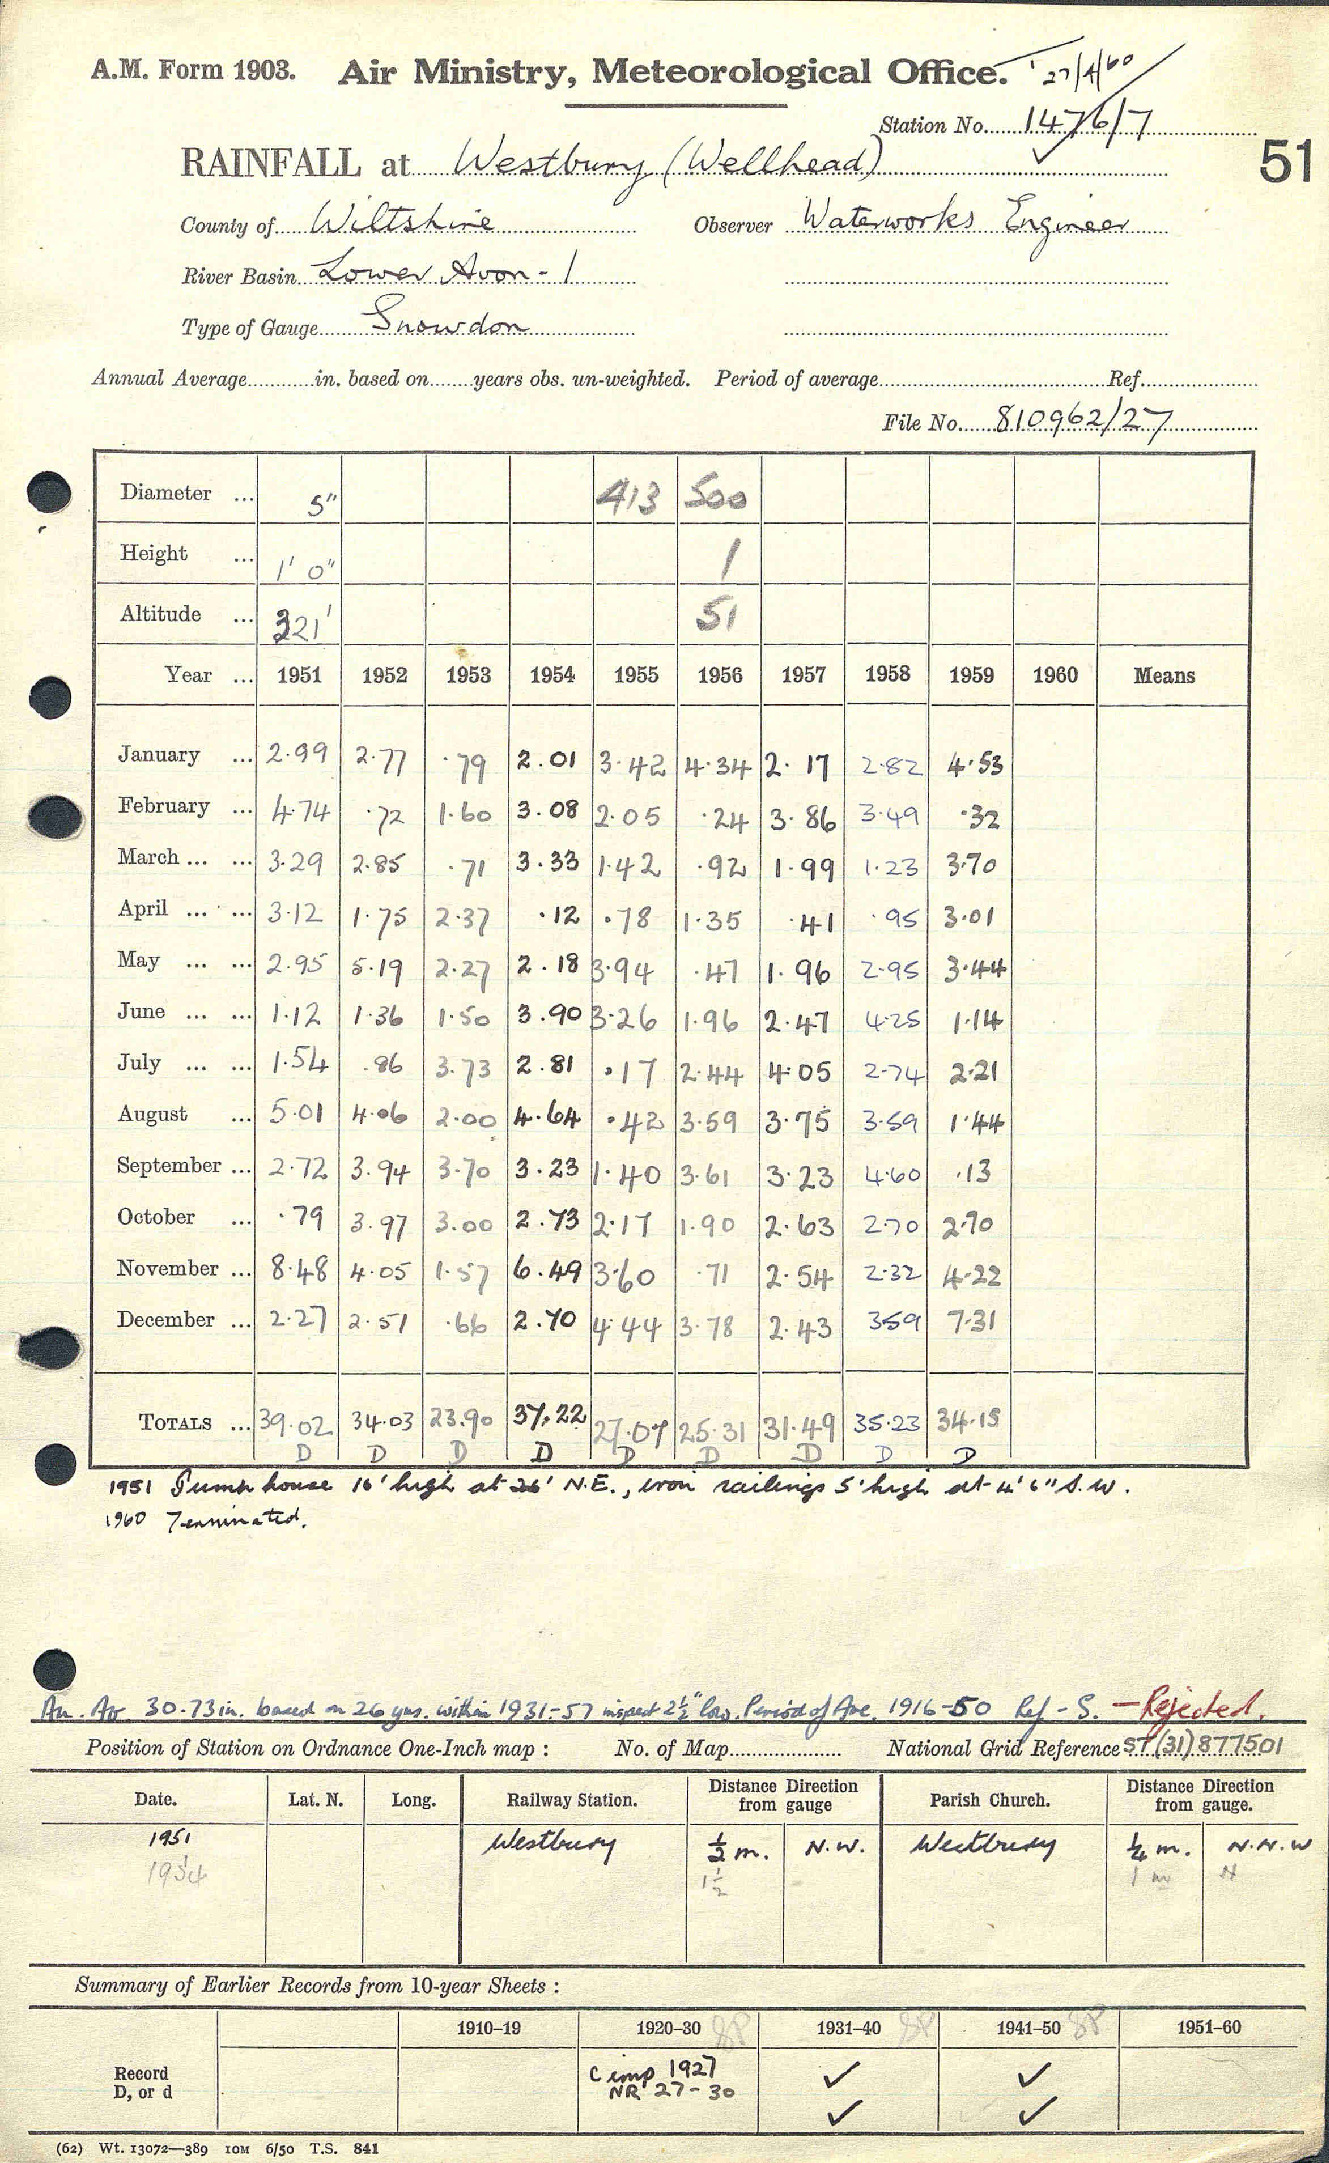 A.M. Form 1903. Air Ministry, Meteorological Office. 27/4/60
Station No. 1476/7
RAINFALL at Westbury (Wellhead) 51
County of Wiltshire Observer Waterworks Engineer
River Basin Lower Avon - 1
Type of Gauge Snowdon
Annual Average in. based on years obs. un-weighted. Period of average Ref.
File No. 810962/27
Diameter ... 5" 413 500
Height ... 1' 0" 1
Altitude ... 321' 51
Year ... 1951 1952 1953 1954 1955 1956 1957 1958 1959 1960 Means
January ... 2.99 2.77 .79 2.01 3.42 4.34 2.17 2.82 4.53
February ... 4.74 .72 1.60 3.08 2.05 .24 3.86 3.49 .32
March ... ... 3.29 2.85 .71 3.33 1.42 .92 1.99 1.23 3.70
April ... ... 3.12 1.75 2.37 .12 .78 1.35 .41 .95 3.01
May ... ... 2.95 5.19 2.27 2.18 3.94 .47 1.96 2.95 3.44
June ... ... 1.12 1.36 1.50 3.90 3.26 1.96 2.47 4.25 1.14
July ... ... 1.54 .86 3.73 2.81 .17 2.44 4.05 2.74 2.21
August ... 5.01 4.06 2.00 4.64 .42 3.59 3.75 3.59 1.44
September ... 2.72 3.94 3.70 3.23 1.40 3.61 3.23 4.60 .13
October ... .79 3.97 3.00 2.73 2.17 1.90 2.63 2.70 2.70
November ... 8.48 4.05 1.57 6.49 3.60 .71 2.54 2.32 4.22
December ... 2.27 2.51 .66 2.70 4.44 3.78 2.43 3.59 7.31
TOTALS ... 39.02 34.03 23.90 37.22 27.07 25.31 31.49 35.23 34.15
D D D D D D D D D
1951 Pump house 16' high at 26' N.E., iron railings 5' high at 4' 6" S.W.
1960 Terminated.
An. Av 30.73in. based on 26 yrs. within 1931-57 inspect 2½" low. Period of Ave. 1916-50 Ref - S. - Rejected.
Position of Station on Ordnance One-Inch map : No. of Map National Grid Reference ST(31)877501
Date. Lat. N. Long. Railway Station. Distance Direction from gauge Parish Church. Distance Direction from gauge.
1951 Westbury ½ m. N.W. Westbury ¼ m. N.N.W
1954 1½ 1 m N
Summary of Earlier Records from 10-year Sheets :
1910-19 1920-30 SP 1931-40 SP 1941-50 SP 1951-60
Record Comp 1927 ✓ ✓
D, or d NR 27-30 ✓ ✓
(62) Wt. 13072—389 10M 6/50 T.S. 841